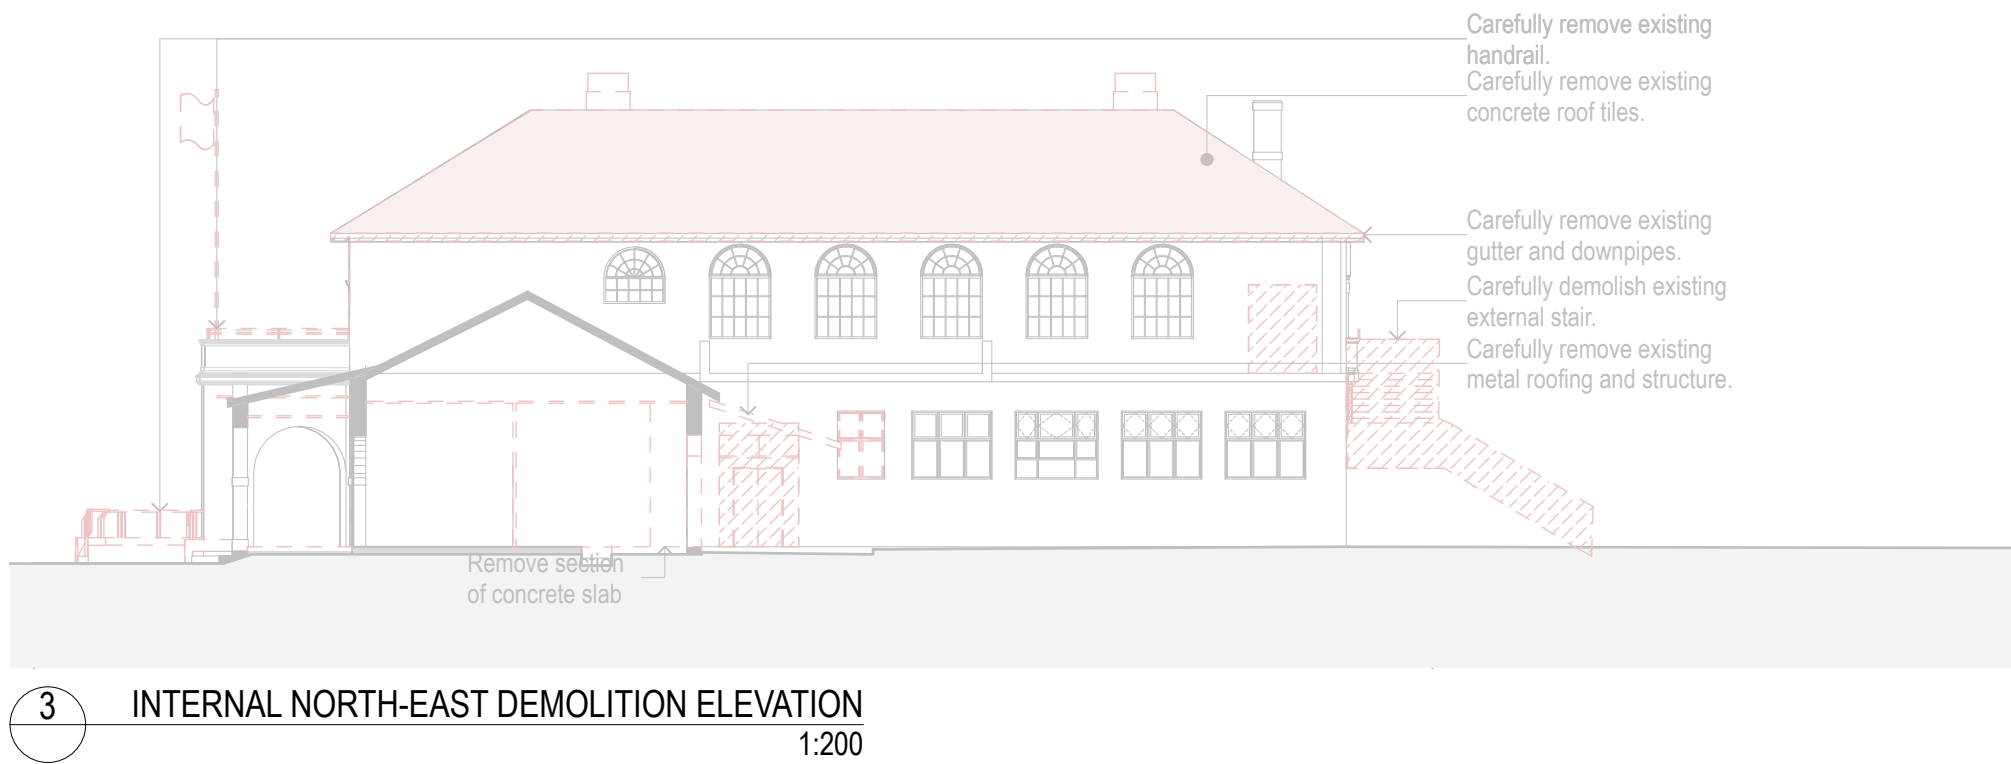 Carefully remove existing
handrail.
Carefully remove existing
concrete roof tiles.
Carefully remove existing
gutter and downpipes.
Carefully demolish existing
external stair.
Carefully remove existing
metal roofing and structure.
Remove section
of concrete slab
3
INTERNAL NORTH-EAST DEMOLITION ELEVATION
1:200